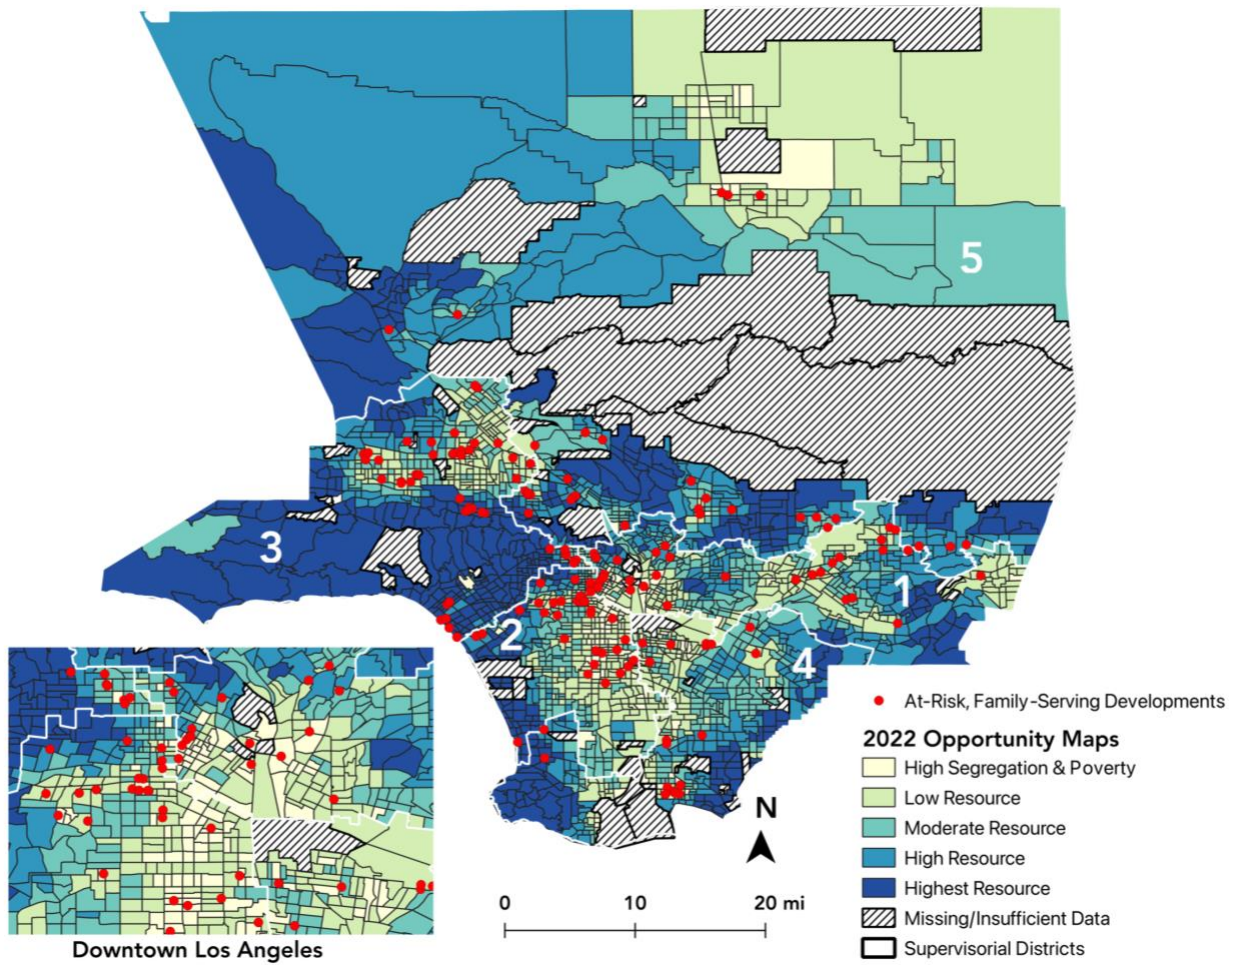 5
3
1
2
4
At-Risk, Family-Serving Developments
2022 Opportunity Maps
High Segregation & Poverty
Low Resource
Moderate Resource
High Resource
Highest Resource
Missing/Insufficient Data
Supervisorial Districts
N
0 10 20 mi
Downtown Los Angeles